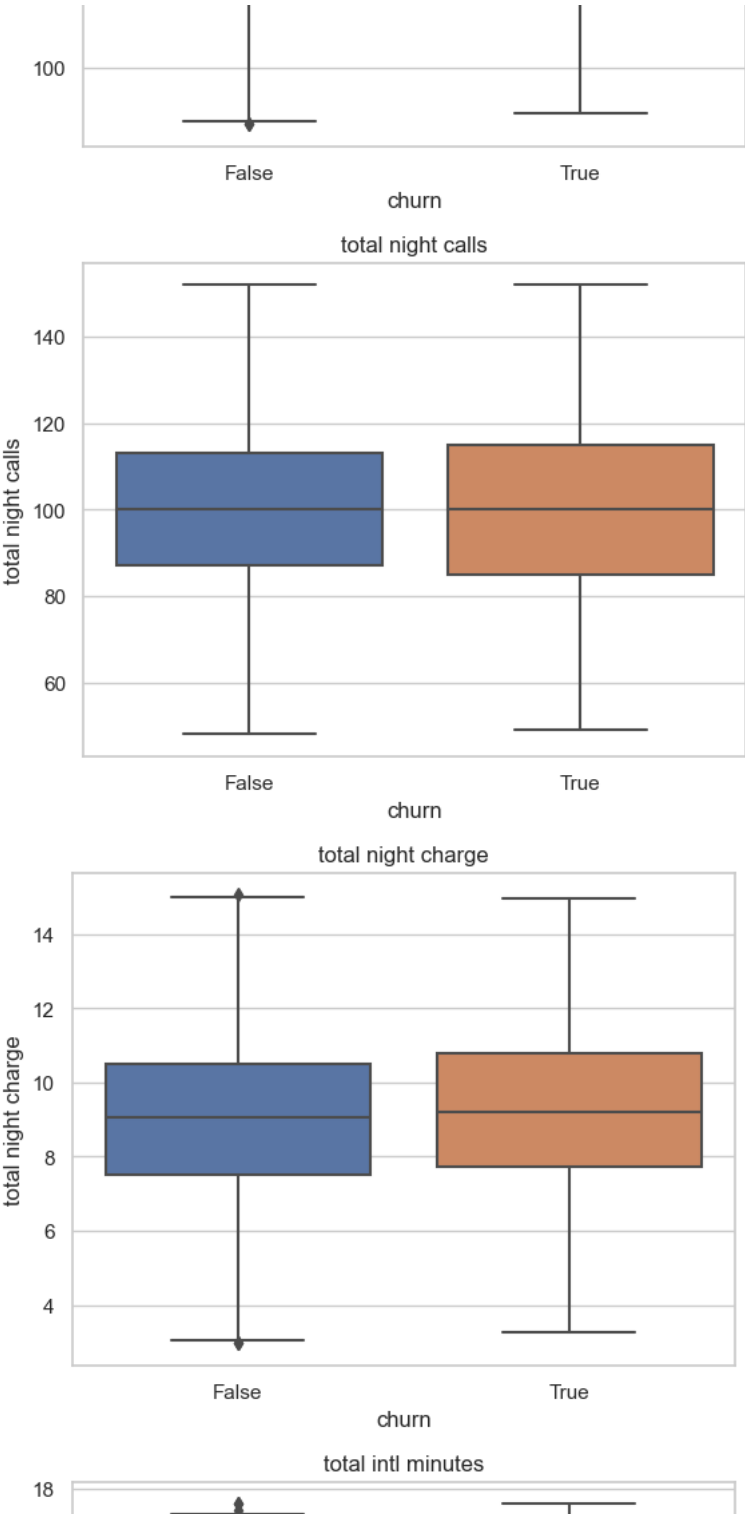 100
False True
churn
total night calls
total night calls
140
120
100
80
60
False True
churn
total night charge
total night charge
14
12
10
8
6
4
False True
churn
total intl minutes
18